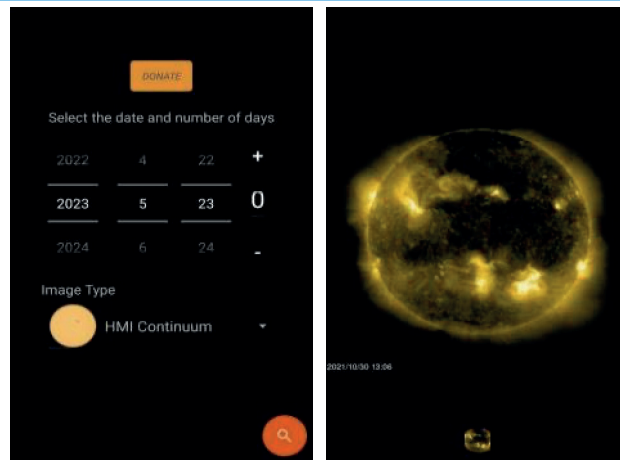 DONATE
Select the date and number of days
2022 4 22 +
2023 5 23 0
2024 6 24 -
Image Type
HMI Continuum
2021/10/30 13:06